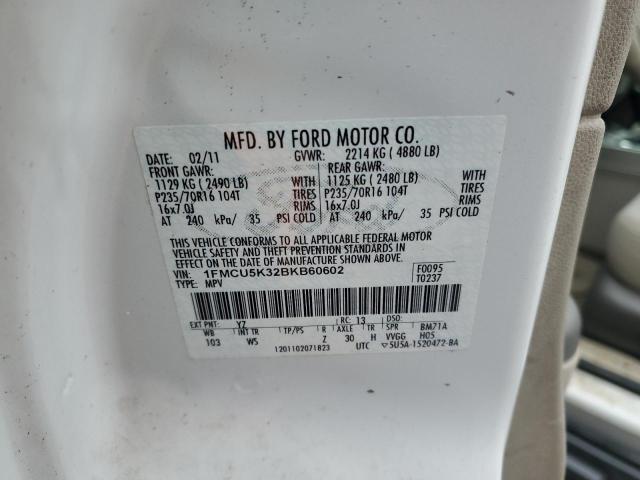 MFD. BY FORD MOTOR CO.
DATE: 02/11 GVWR: 2214 KG ( 4880 LB)
FRONT GAWR: REAR GAWR:
1129 KG ( 2490 LB) WITH 1125 KG ( 2480 LB) WITH
P235/70R16 104T TIRES P235/70R16 104T TIRES
16x7.0J RIMS 16x7.0J RIMS
AT 240 kPa/ 35 PSI COLD AT 240 kPa/ 35 PSI COLD
THIS VEHICLE CONFORMS TO ALL APPLICABLE FEDERAL MOTOR
VEHICLE SAFETY, BUMPER, AND THEFT PREVENTION STANDARDS IN
EFFECT ON THE DATE OF MANUFACTURE SHOWN ABOVE.
VIN: 1FMCU5K32BKB60602 F0095
TYPE: MPV T0237
EXT PNT: YZ RC: 13 DSO:
WB INT TR TP/PS R AXLE TR SPR BM71A
103 WS Z 30 H VVGG H05
1201102071823 UTC 5U5A-1520472-BA